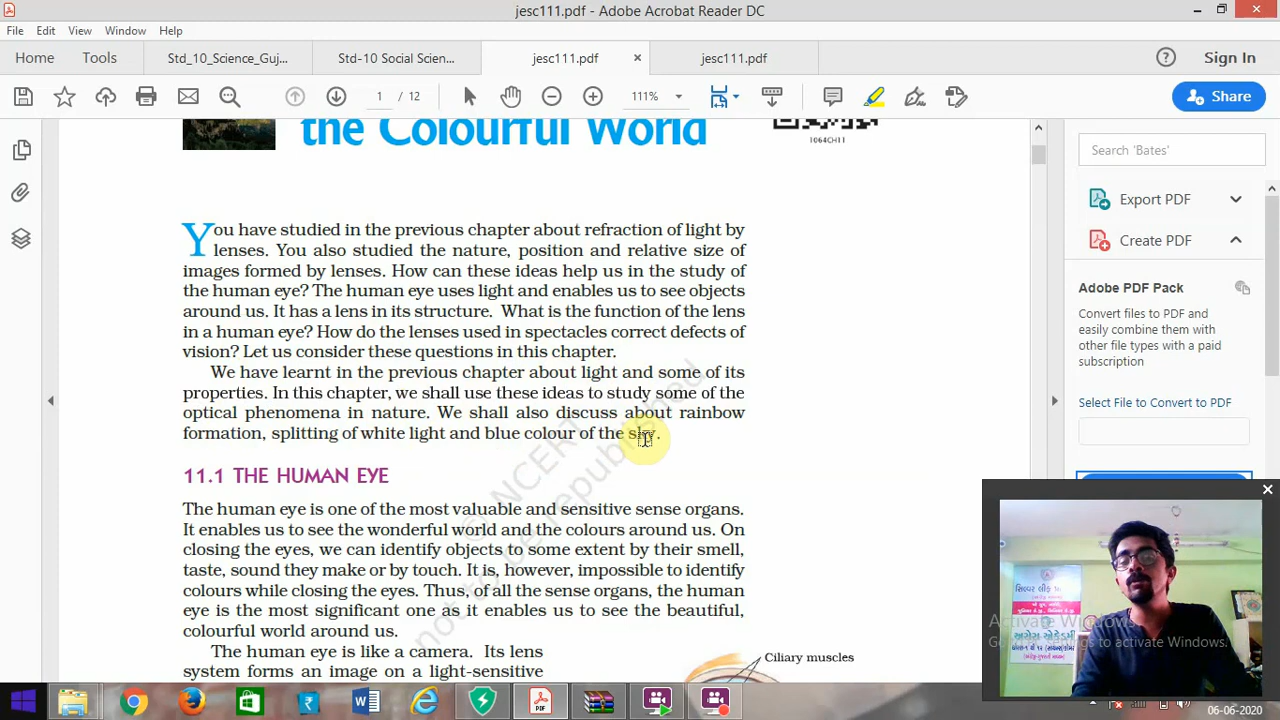 jesc111.pdf - Adobe Acrobat Reader DC
File Edit View Window Help
Home Tools Std_10_Science_Guj... Std-10 Social Scien... jesc111.pdf × jesc111.pdf Sign In
1 / 12 111% Share
the Colourful World
1064CH11
You have studied in the previous chapter about refraction of light by
lenses. You also studied the nature, position and relative size of
images formed by lenses. How can these ideas help us in the study of
the human eye? The human eye uses light and enables us to see objects
around us. It has a lens in its structure. What is the function of the lens
in a human eye? How do the lenses used in spectacles correct defects of
vision? Let us consider these questions in this chapter.
We have learnt in the previous chapter about light and some of its
properties. In this chapter, we shall use these ideas to study some of the
optical phenomena in nature. We shall also discuss about rainbow
formation, splitting of white light and blue colour of the sky.
11.1 THE HUMAN EYE
The human eye is one of the most valuable and sensitive sense organs.
It enables us to see the wonderful world and the colours around us. On
closing the eyes, we can identify objects to some extent by their smell,
taste, sound they make or by touch. It is, however, impossible to identify
colours while closing the eyes. Thus, of all the sense organs, the human
eye is the most significant one as it enables us to see the beautiful,
colourful world around us.
The human eye is like a camera. Its lens
system forms an image on a light-sensitive
Ciliary muscles
© NCERT
not to be republished
Search 'Bates'
Export PDF
Create PDF
Adobe PDF Pack
Convert files to PDF and
easily combine them with
other file types with a paid
subscription
Select File to Convert to PDF
સિલ્વર લીફ
Activate Windows
Go to settings to activate Windows.
06-06-2020